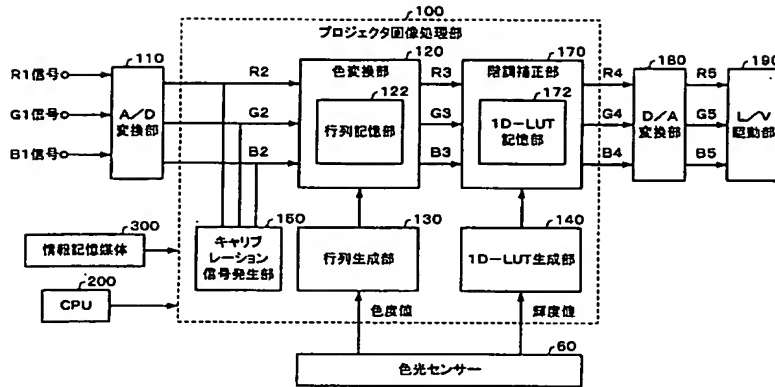 100
プロジェクタ画像処理部
110
120
170
180
190
R1信号
G1信号
B1信号
A/D
変換部
R2
G2
B2
色変換部
122
行列記憶部
R3
G3
B3
階調補正部
172
1D-LUT
記憶部
R4
G4
B4
D/A
変換部
R5
G5
B5
L/V
駆動部
300
情報記憶媒体
200
CPU
160
キャリブ
レーション
信号発生部
130
行列生成部
140
1D-LUT生成部
色度値
輝度値
60
色光センサー